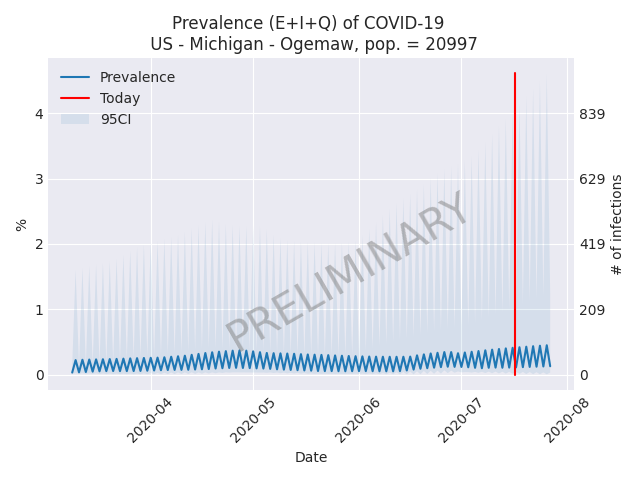 Prevalence (E+I+Q) of COVID-19
US - Michigan - Ogemaw, pop. = 20997
Prevalence
Today
95CI
4
3
2
1
0
%
839
629
419
209
0
# of infections
PRELIMINARY
2020-04
2020-05
2020-06
2020-07
2020-08
Date